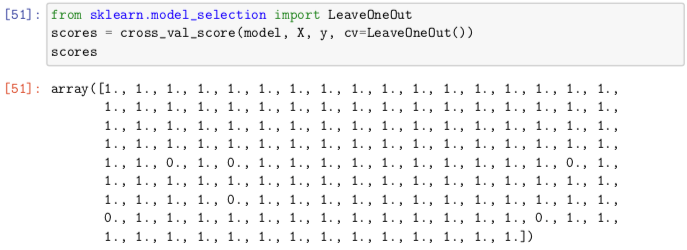 [51]: from sklearn.model_selection import LeaveOneOut
scores = cross_val_score(model, X, y, cv=LeaveOneOut())
scores
[51]: array([1., 1., 1., 1., 1., 1., 1., 1., 1., 1., 1., 1., 1., 1., 1., 1., 1.,
1., 1., 1., 1., 1., 1., 1., 1., 1., 1., 1., 1., 1., 1., 1., 1., 1.,
1., 1., 1., 1., 1., 1., 1., 1., 1., 1., 1., 1., 1., 1., 1., 1., 1.,
1., 1., 1., 1., 1., 1., 1., 1., 1., 1., 1., 1., 1., 1., 1., 1., 1.,
1., 1., 0., 1., 0., 1., 1., 1., 1., 1., 1., 1., 1., 1., 1., 0., 1.,
1., 1., 1., 1., 1., 1., 1., 1., 1., 1., 1., 1., 1., 1., 1., 1., 1.,
1., 1., 1., 1., 0., 1., 1., 1., 1., 1., 1., 1., 1., 1., 1., 1., 1.,
0., 1., 1., 1., 1., 1., 1., 1., 1., 1., 1., 1., 1., 1., 0., 1., 1.,
1., 1., 1., 1., 1., 1., 1., 1., 1., 1., 1., 1., 1., 1.])